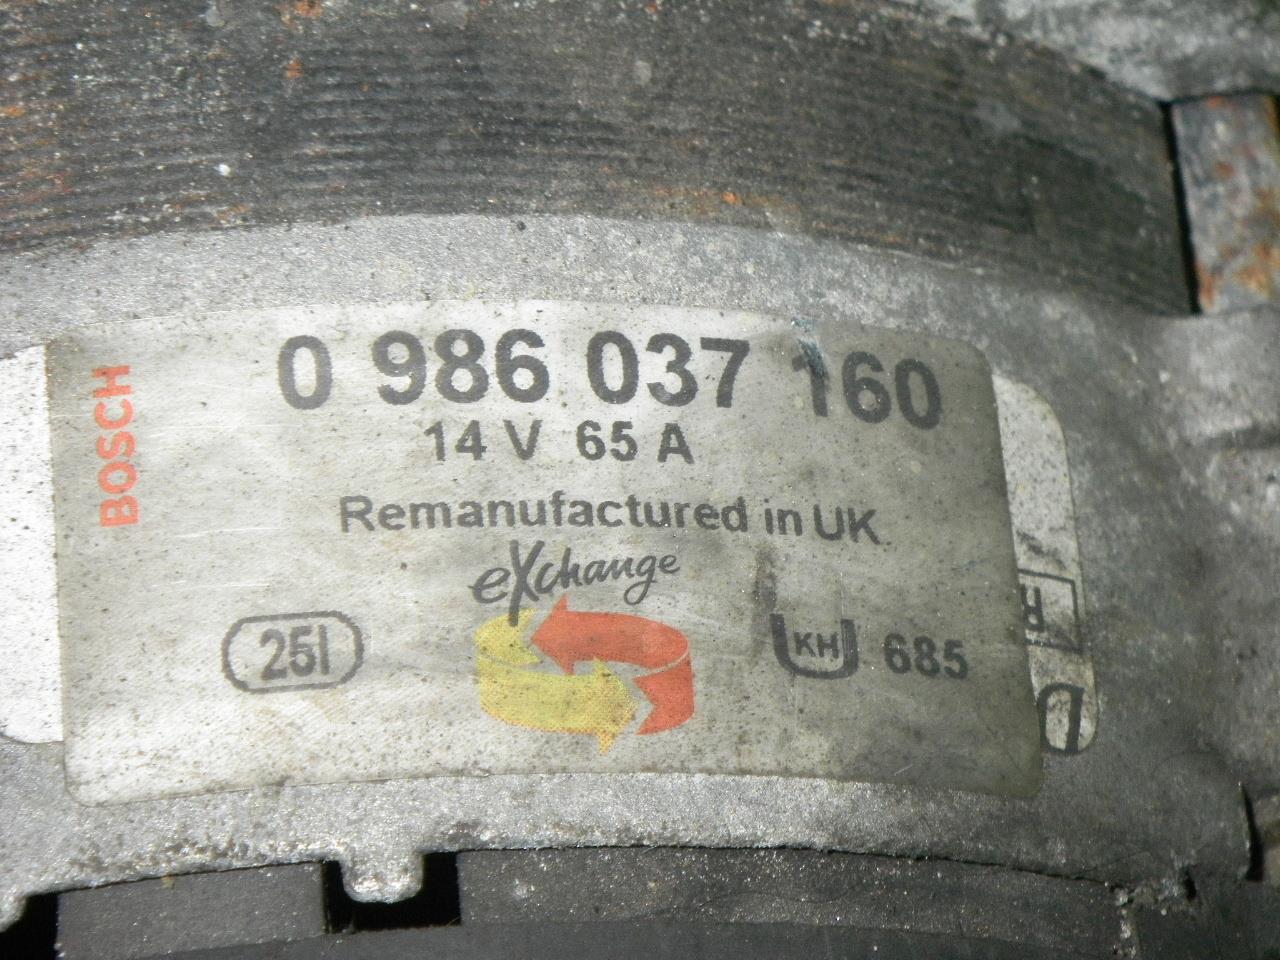 BOSCH
0 986 037 160
14 V 65 A
Remanufactured in UK
eXchange
25I
KH
685
R
D